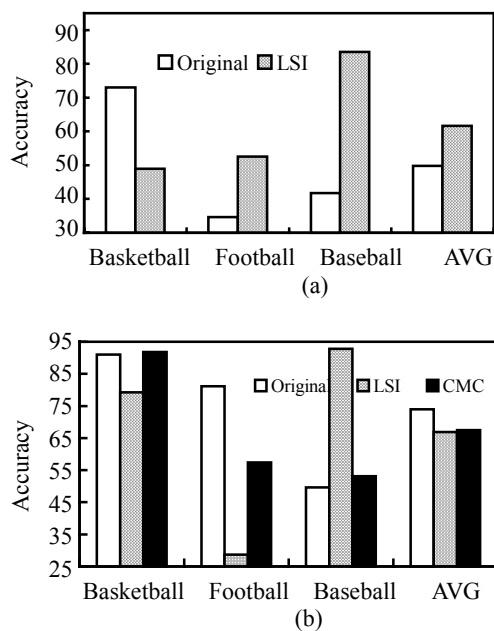 90
80
70
60
50
40
30
Accuracy
Original LSI
Basketball Football Baseball AVG
(a)
95
85
75
65
55
45
35
25
Accuracy
Origina LSI CMC
Basketball Football Baseball AVG
(b)